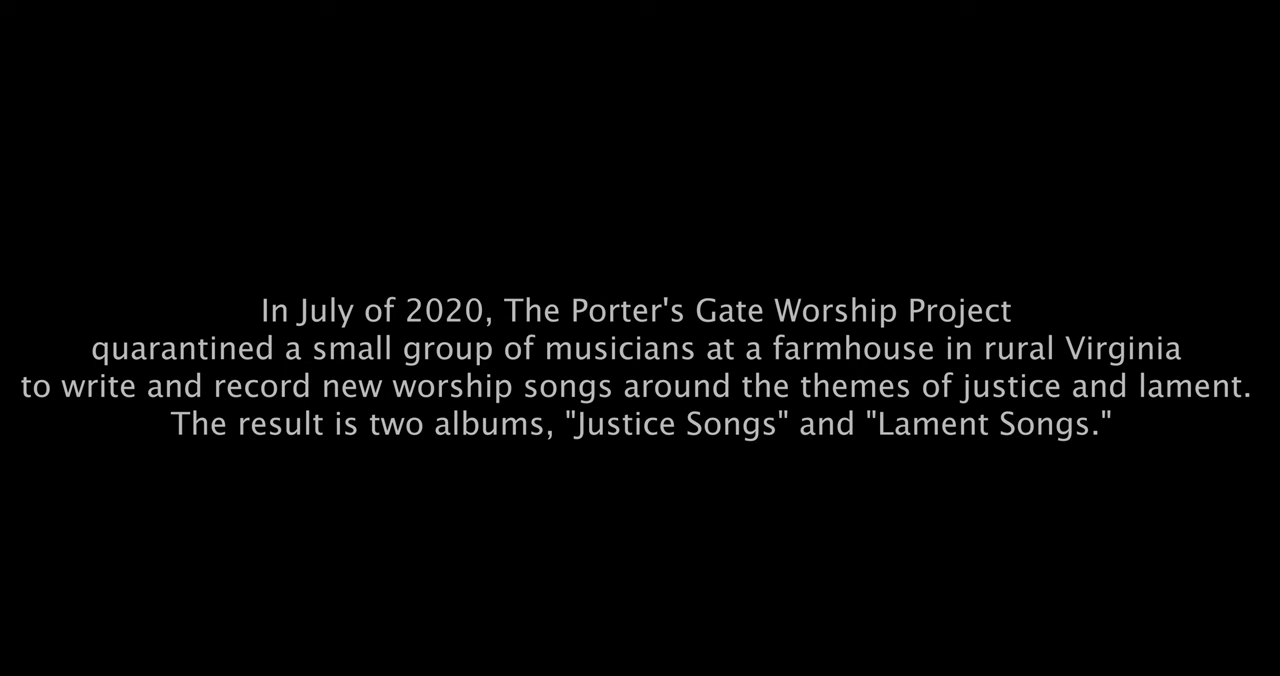 In July of 2020, The Porter's Gate Worship Project
quarantined a small group of musicians at a farmhouse in rural Virginia
to write and record new worship songs around the themes of justice and lament.
The result is two albums, "Justice Songs" and "Lament Songs."